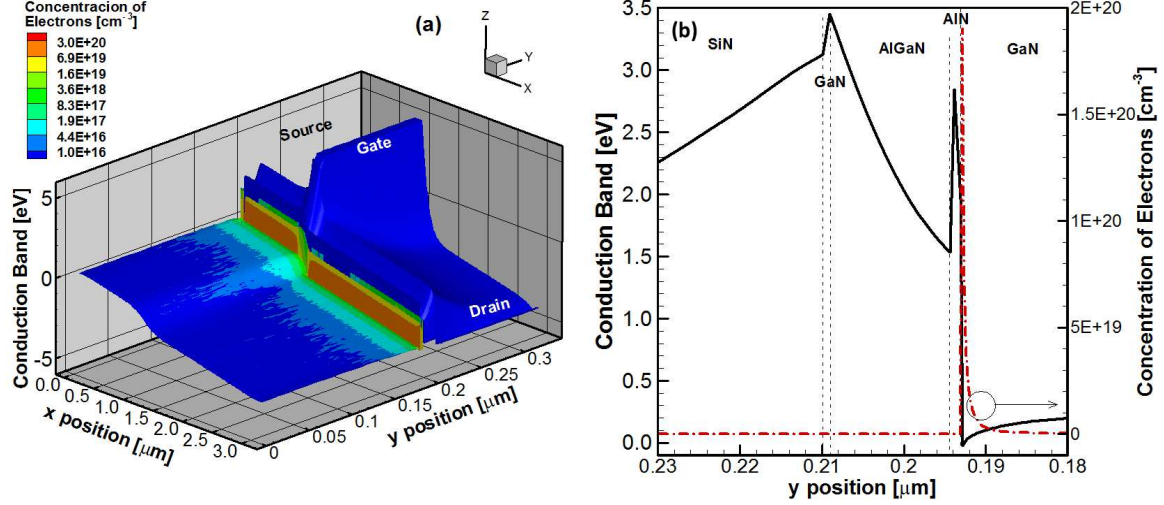 Concentracion of
Electrons [cm-3]
3.0E+20
6.9E+19
1.6E+19
3.6E+18
8.3E+17
1.9E+17
4.4E+16
1.0E+16
(a)
Z
Y
X
Source
Gate
Drain
Conduction Band [eV]
5
0
-5
0.0 0.5 1.0 1.5 2.0 2.5 3.0
x position [μm]
0 0.05 0.1 0.15 0.2 0.25 0.3
y position [μm]
(b)
SiN
GaN
AlGaN
AlN
GaN
Conduction Band [eV]
3.5
3.0
2.5
2.0
1.5
1.0
0.5
0.0
0.23 0.22 0.21 0.2 0.19 0.18
y position [μm]
2E+20
1.5E+20
1E+20
5E+19
0
Concentration of Electrons [cm-3]